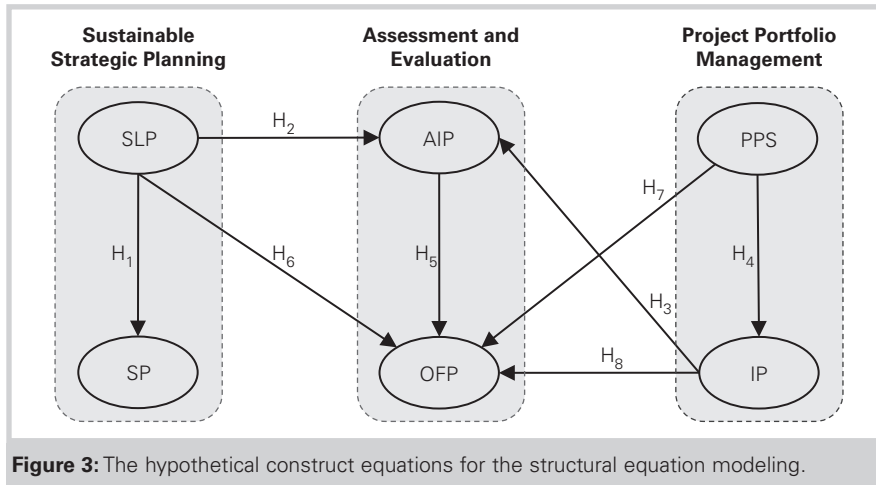 Sustainable
Strategic Planning
Assessment and
Evaluation
Project Portfolio
Management
SLP
H2
AIP
PPS
H7
H1
H6
H5
H4
H3
SP
OFP
H8
IP
Figure 3: The hypothetical construct equations for the structural equation modeling.